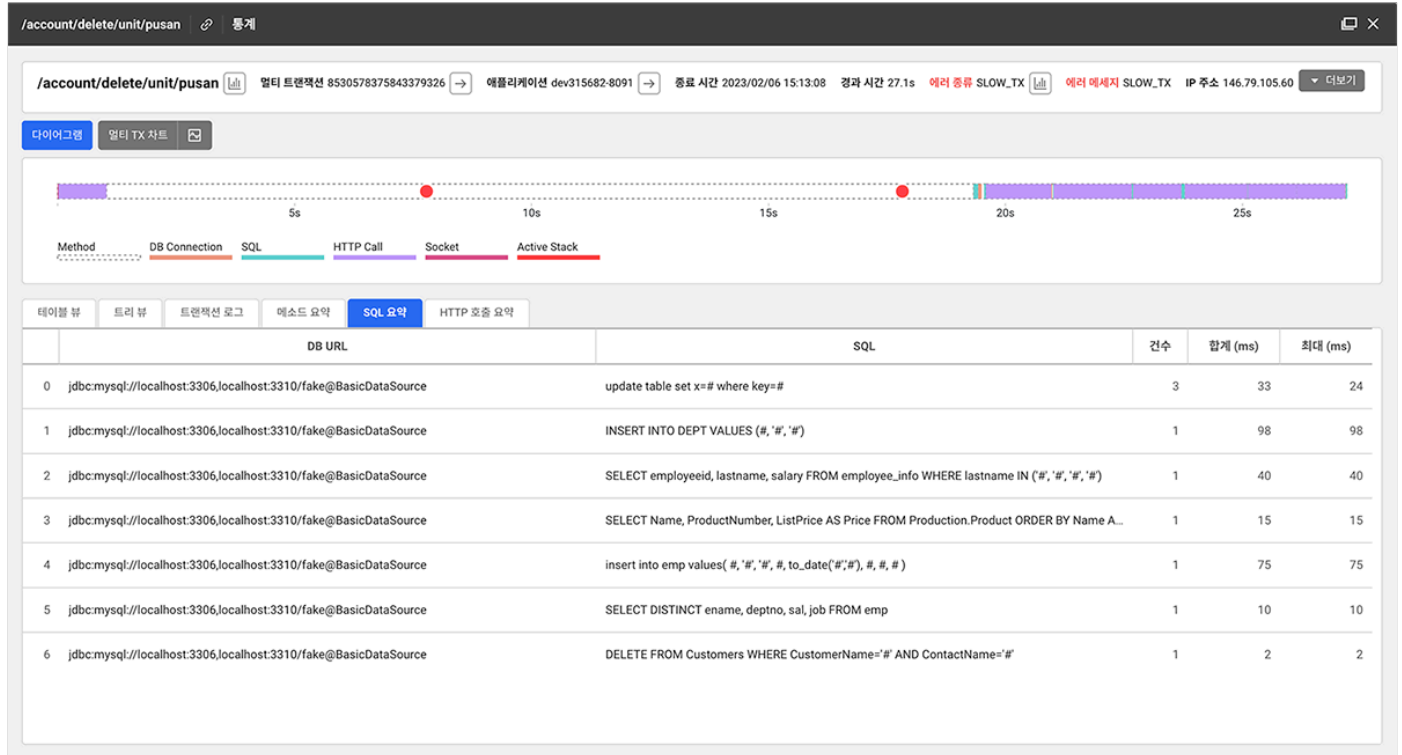 /account/delete/unit/pusan 통계
/account/delete/unit/pusan 멀티 트랜잭션 8530578375843379326 애플리케이션 dev315682-8091 종료 시간 2023/02/06 15:13:08 경과 시간 27.1s 에러 종류 SLOW_TX 에러 메세지 SLOW_TX IP 주소 146.79.105.60 더보기
다이어그램 멀티 TX 차트
5s 10s 15s 20s 25s
Method DB Connection SQL HTTP Call Socket Active Stack
테이블 뷰 트리 뷰 트랜잭션 로그 메소드 요약 SQL 요약 HTTP 호출 요약
DB URL SQL 건수 합계 (ms) 최대 (ms)
0 jdbc:mysql://localhost:3306,localhost:3310/fake@BasicDataSource update table set x=# where key=# 3 33 24
1 jdbc:mysql://localhost:3306,localhost:3310/fake@BasicDataSource INSERT INTO DEPT VALUES (#, '#', '#') 1 98 98
2 jdbc:mysql://localhost:3306,localhost:3310/fake@BasicDataSource SELECT employeeid, lastname, salary FROM employee_info WHERE lastname IN ('#', '#', '#', '#') 1 40 40
3 jdbc:mysql://localhost:3306,localhost:3310/fake@BasicDataSource SELECT Name, ProductNumber, ListPrice AS Price FROM Production.Product ORDER BY Name A... 1 15 15
4 jdbc:mysql://localhost:3306,localhost:3310/fake@BasicDataSource insert into emp values( #, '#', '#', #, to_date('#','#'), #, #, # ) 1 75 75
5 jdbc:mysql://localhost:3306,localhost:3310/fake@BasicDataSource SELECT DISTINCT ename, deptno, sal, job FROM emp 1 10 10
6 jdbc:mysql://localhost:3306,localhost:3310/fake@BasicDataSource DELETE FROM Customers WHERE CustomerName='#' AND ContactName='#' 1 2 2